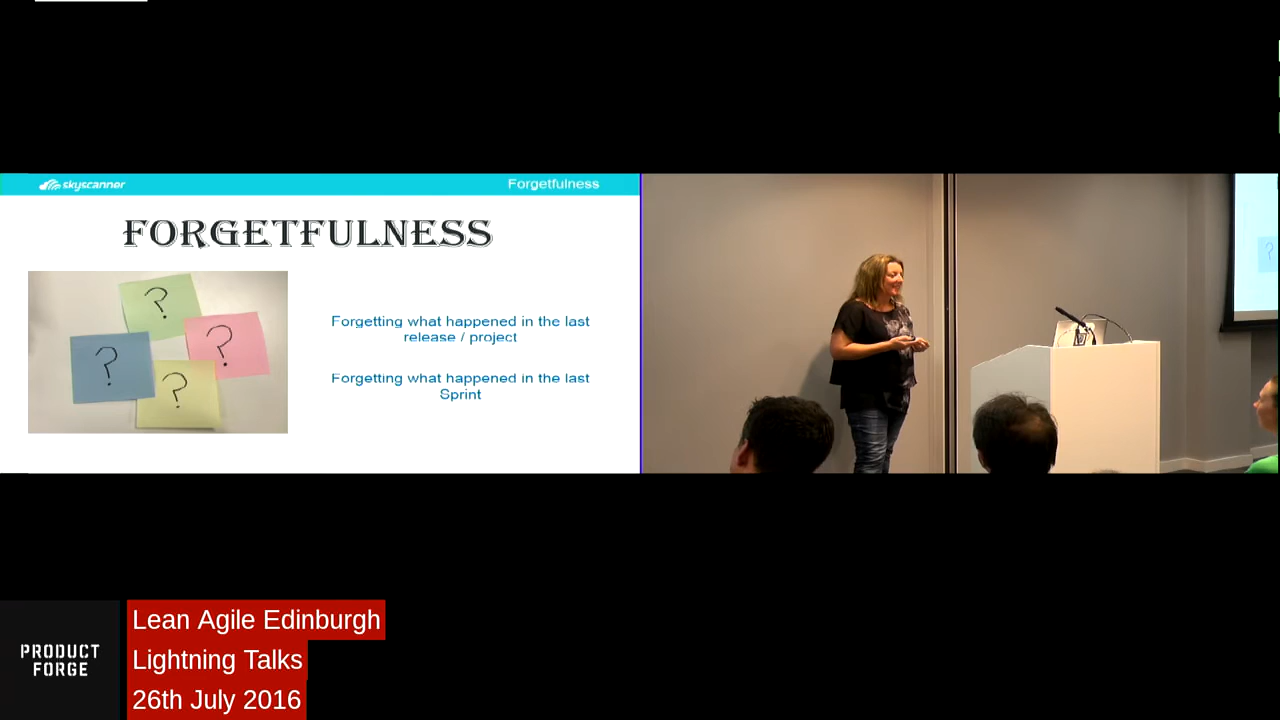 skyscanner
Forgetfulness
FORGETFULNESS
?
?
?
?
Forgetting what happened in the last
release / project
Forgetting what happened in the last
Sprint
PRODUCT
FORGE
Lean Agile Edinburgh
Lightning Talks
26th July 2016